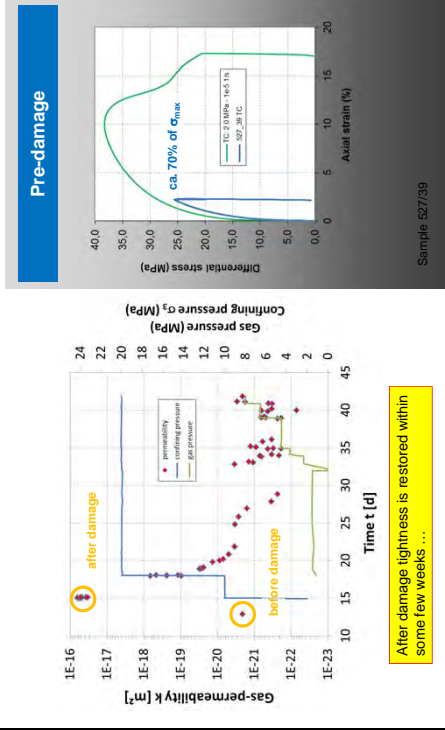 Pre-damage
40,0
35,0
30,0
25,0
20,0
15,0
10,0
5,0
0,0
Differential stress (MPa)
0
5
10
15
20
Axial strain (%)
ca. 70% of σmax
TC: 2.0 MPa - 1e-5 1/s
527_39 TC
Sample 527/39
1E-16
1E-17
1E-18
1E-19
1E-20
1E-21
1E-22
1E-23
Gas-permeability k [m²]
10
15
20
25
30
35
40
45
Time t [d]
24
22
20
18
16
14
12
10
8
6
4
2
0
Gas pressure (MPa)
Confining pressure σ3 (MPa)
after damage
before damage
permeability
confining pressure
gas pressure
After damage tightness is restored within
some few weeks …